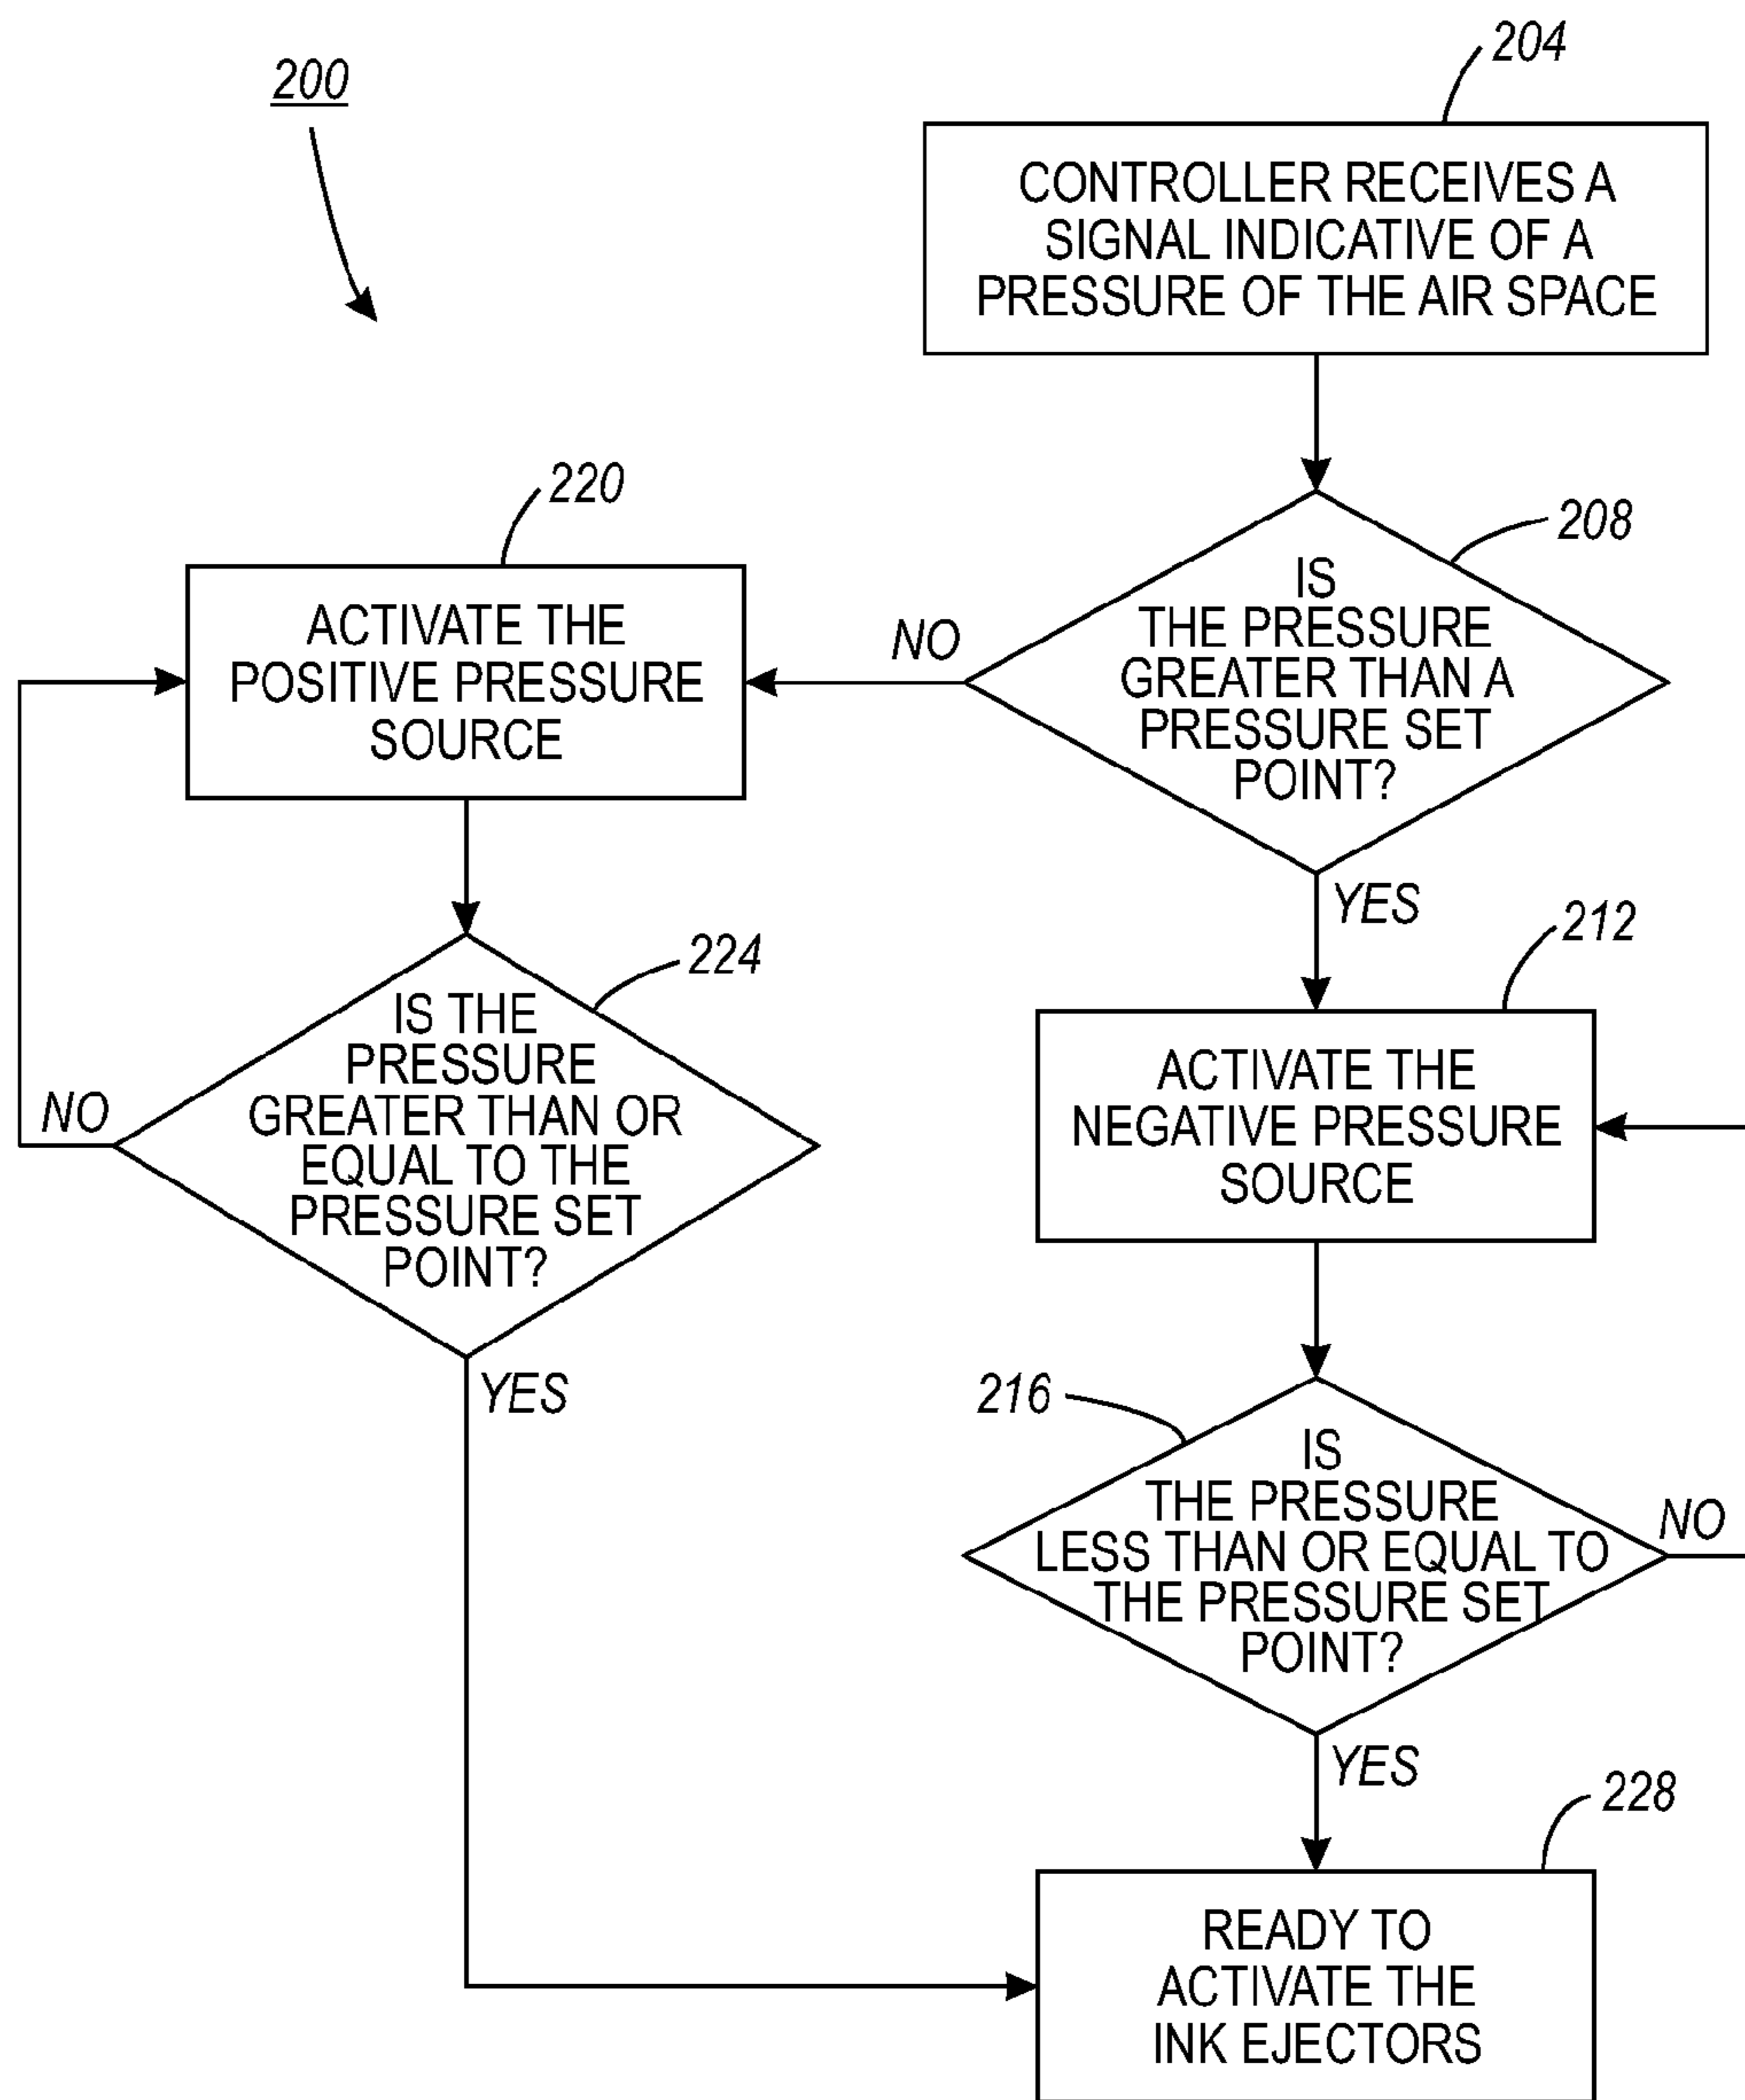 200
204
CONTROLLER RECEIVES A
SIGNAL INDICATIVE OF A
PRESSURE OF THE AIR SPACE
208
IS
THE PRESSURE
GREATER THAN A
PRESSURE SET
POINT?
NO
YES
220
ACTIVATE THE
POSITIVE PRESSURE
SOURCE
224
IS THE
PRESSURE
GREATER THAN OR
EQUAL TO THE
PRESSURE SET
POINT?
NO
YES
212
ACTIVATE THE
NEGATIVE PRESSURE
SOURCE
216
IS
THE PRESSURE
LESS THAN OR EQUAL TO
THE PRESSURE SET
POINT?
NO
YES
228
READY TO
ACTIVATE THE
INK EJECTORS